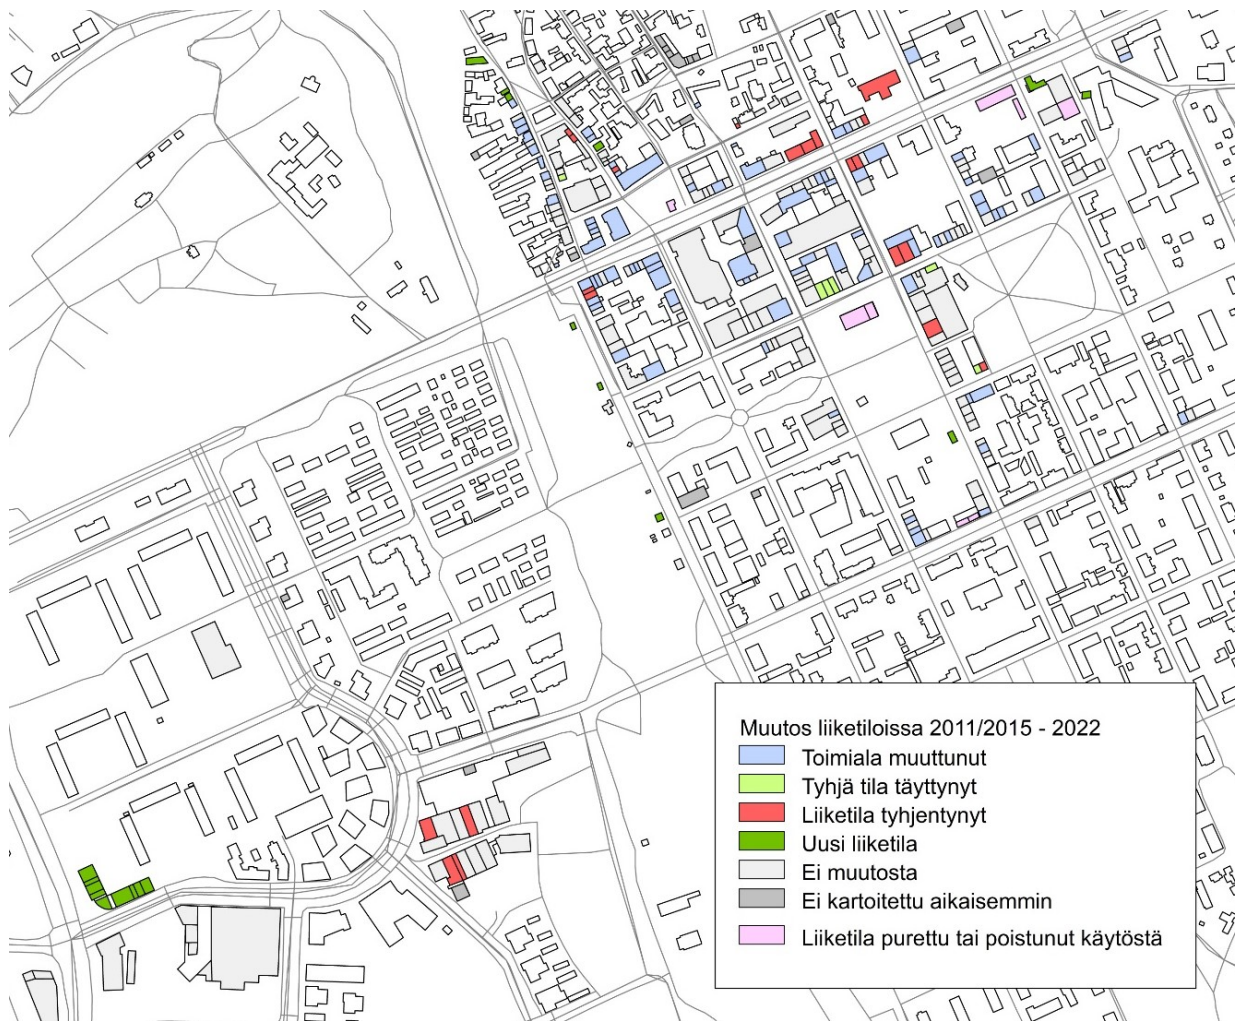 Muutos liiketiloissa 2011/2015 - 2022
Toimiala muuttunut
Tyhjä tila täyttynyt
Liiketila tyhjentynyt
Uusi liiketila
Ei muutosta
Ei kartoitettu aikaisemmin
Liiketila purettu tai poistunut käytöstä